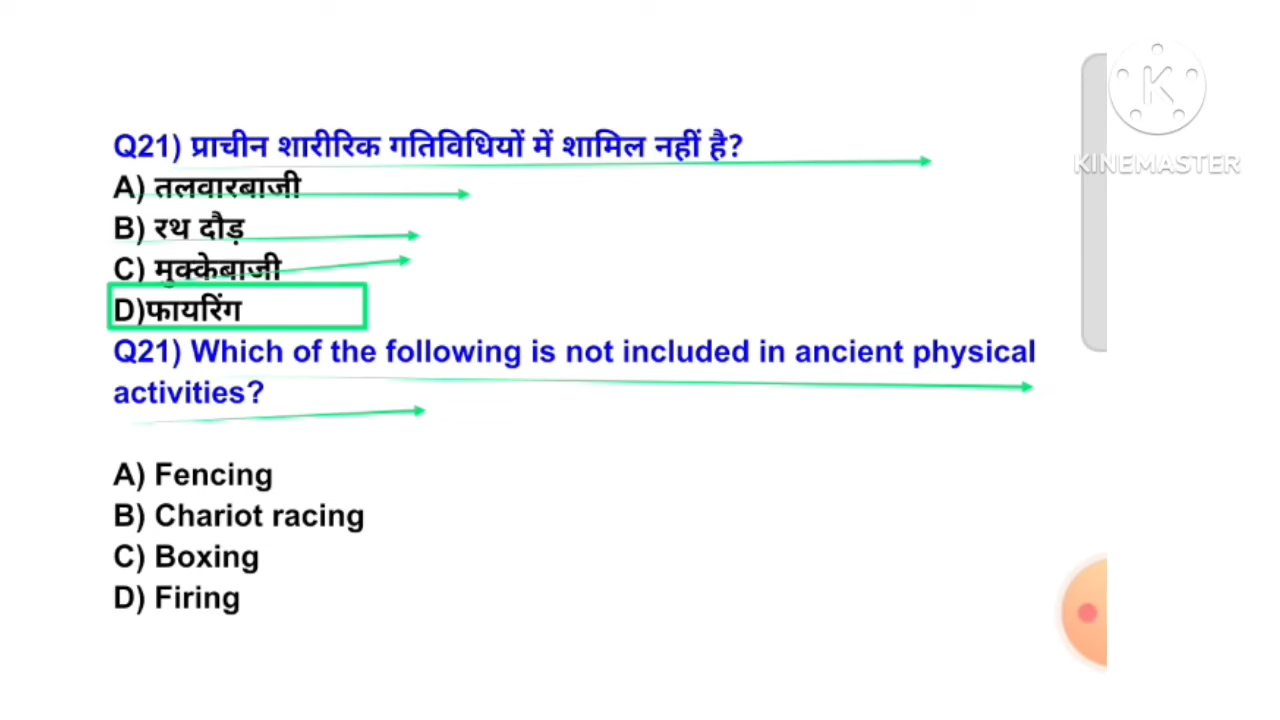 Q21) प्राचीन शारीरिक गतिविधियों में शामिल नहीं है?
A) तलवारबाजी
B) रथ दौड़
C) मुक्केबाजी
D)फायरिंग
Q21) Which of the following is not included in ancient physical
activities?
A) Fencing
B) Chariot racing
C) Boxing
D) Firing
K
KINEMASTER